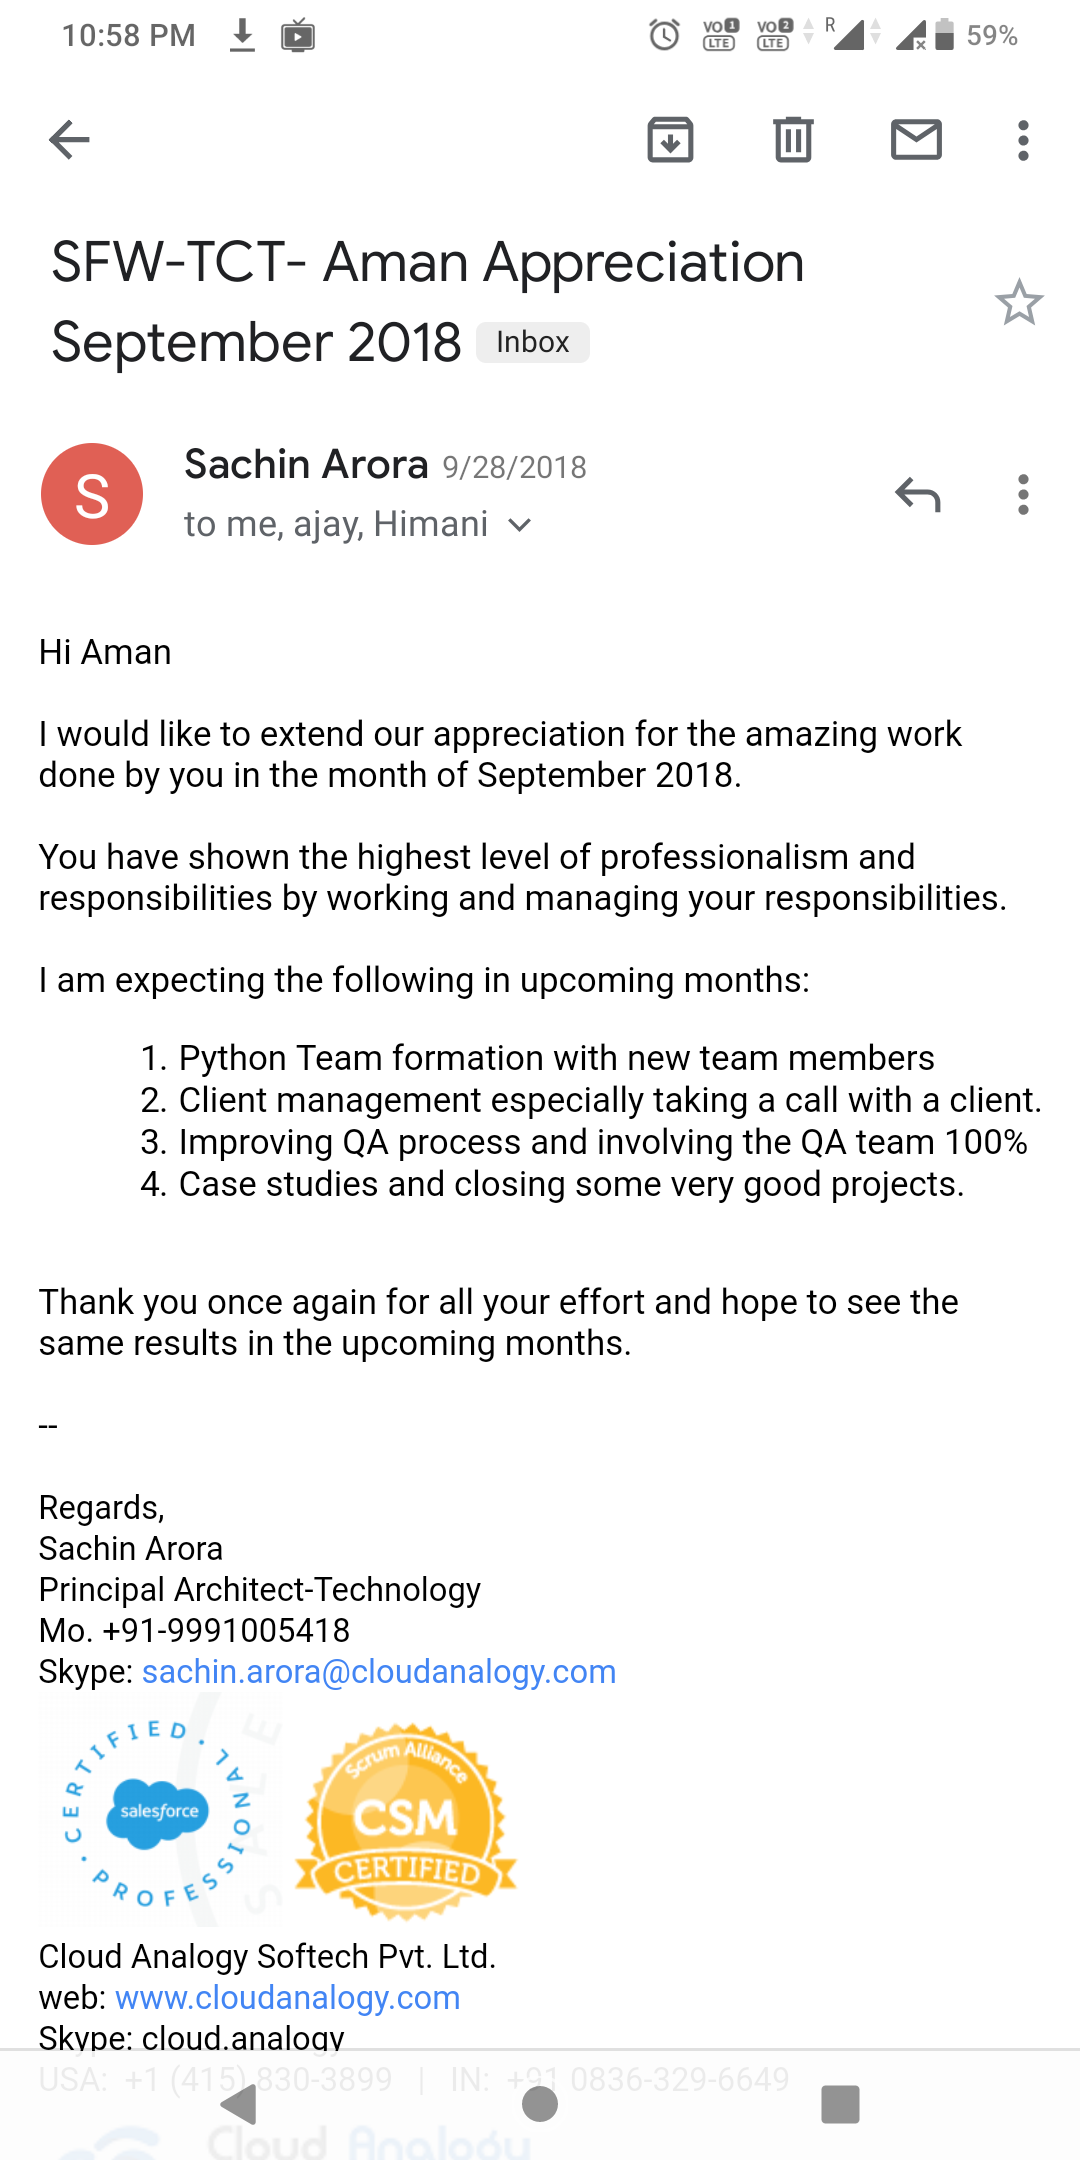 10:58 PM VO 1 LTE VO 2 LTE R 59%
SFW-TCT- Aman Appreciation
September 2018 Inbox
S
Sachin Arora 9/28/2018
to me, ajay, Himani
Hi Aman
I would like to extend our appreciation for the amazing work
done by you in the month of September 2018.
You have shown the highest level of professionalism and
responsibilities by working and managing your responsibilities.
I am expecting the following in upcoming months:
1. Python Team formation with new team members
2. Client management especially taking a call with a client.
3. Improving QA process and involving the QA team 100%
4. Case studies and closing some very good projects.
Thank you once again for all your effort and hope to see the
same results in the upcoming months.
--
Regards,
Sachin Arora
Principal Architect-Technology
Mo. +91-9991005418
Skype: sachin.arora@cloudanalogy.com
CERTIFIED · PROFESSIONAL ·
salesforce
Scrum Alliance
CSM
CERTIFIED
Cloud Analogy Softech Pvt. Ltd.
web: www.cloudanalogy.com
Skype: cloud.analogy
USA: +1 (415) 830-3899 | IN: +91 0836-329-6649
Cloud Analogy